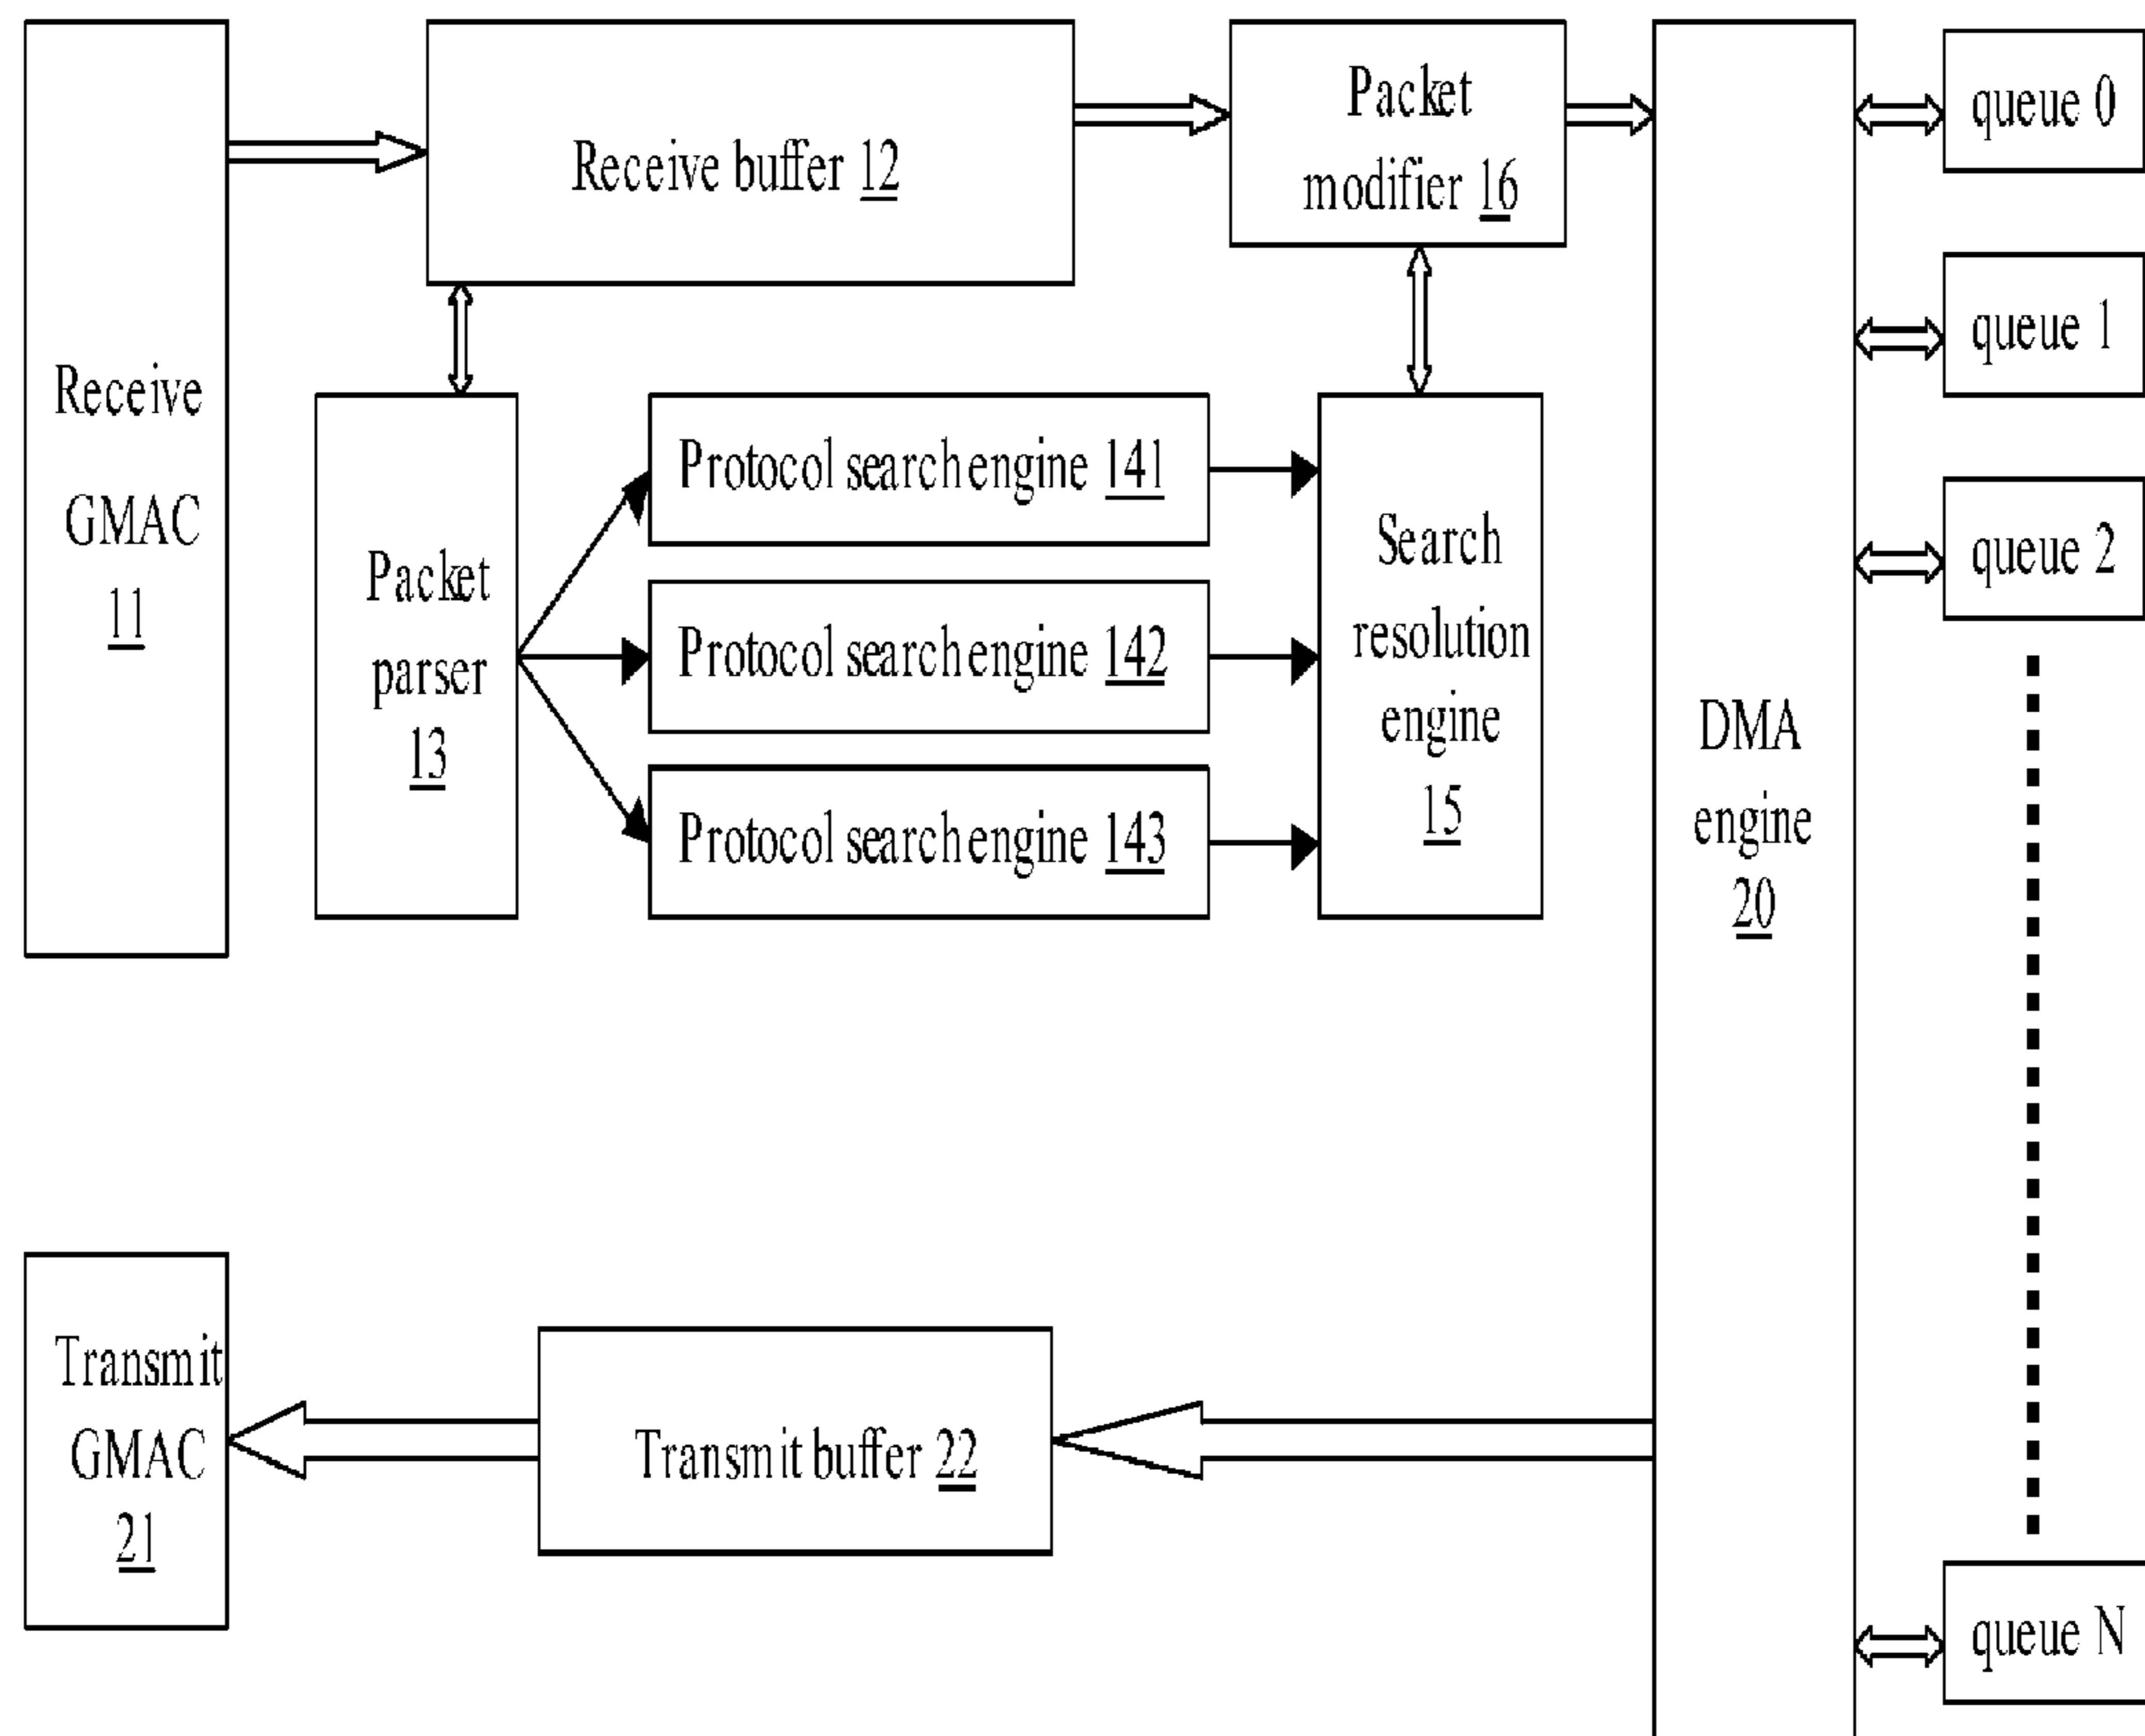 Receive
GMAC
11
Receive buffer 12
Packet
modifier 16
Packet
parser
13
Protocol search engine 141
Protocol search engine 142
Protocol search engine 143
Search
resolution
engine
15
DMA
engine
20
queue 0
queue 1
queue 2
queue N
Transmit
GMAC
21
Transmit buffer 22